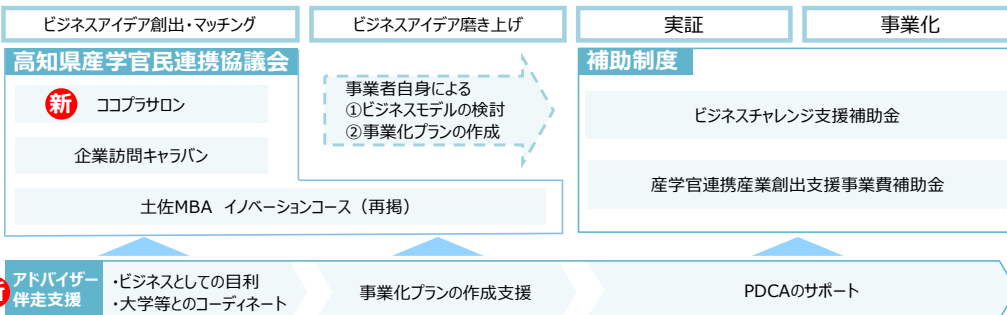 ビジネスアイデア創出・マッチング
ビジネスアイデア磨き上げ
実証
事業化
高知県産学官民連携協議会
新 ココプラサロン
企業訪問キャラバン
土佐MBA イノベーションコース（再掲）
事業者自身による
①ビジネスモデルの検討
②事業化プランの作成
補助制度
ビジネスチャレンジ支援補助金
産学官連携産業創出支援事業費補助金
新
アドバイザー
伴走支援
・ビジネスとしての目利
・大学等とのコーディネート
事業化プランの作成支援
PDCAのサポート